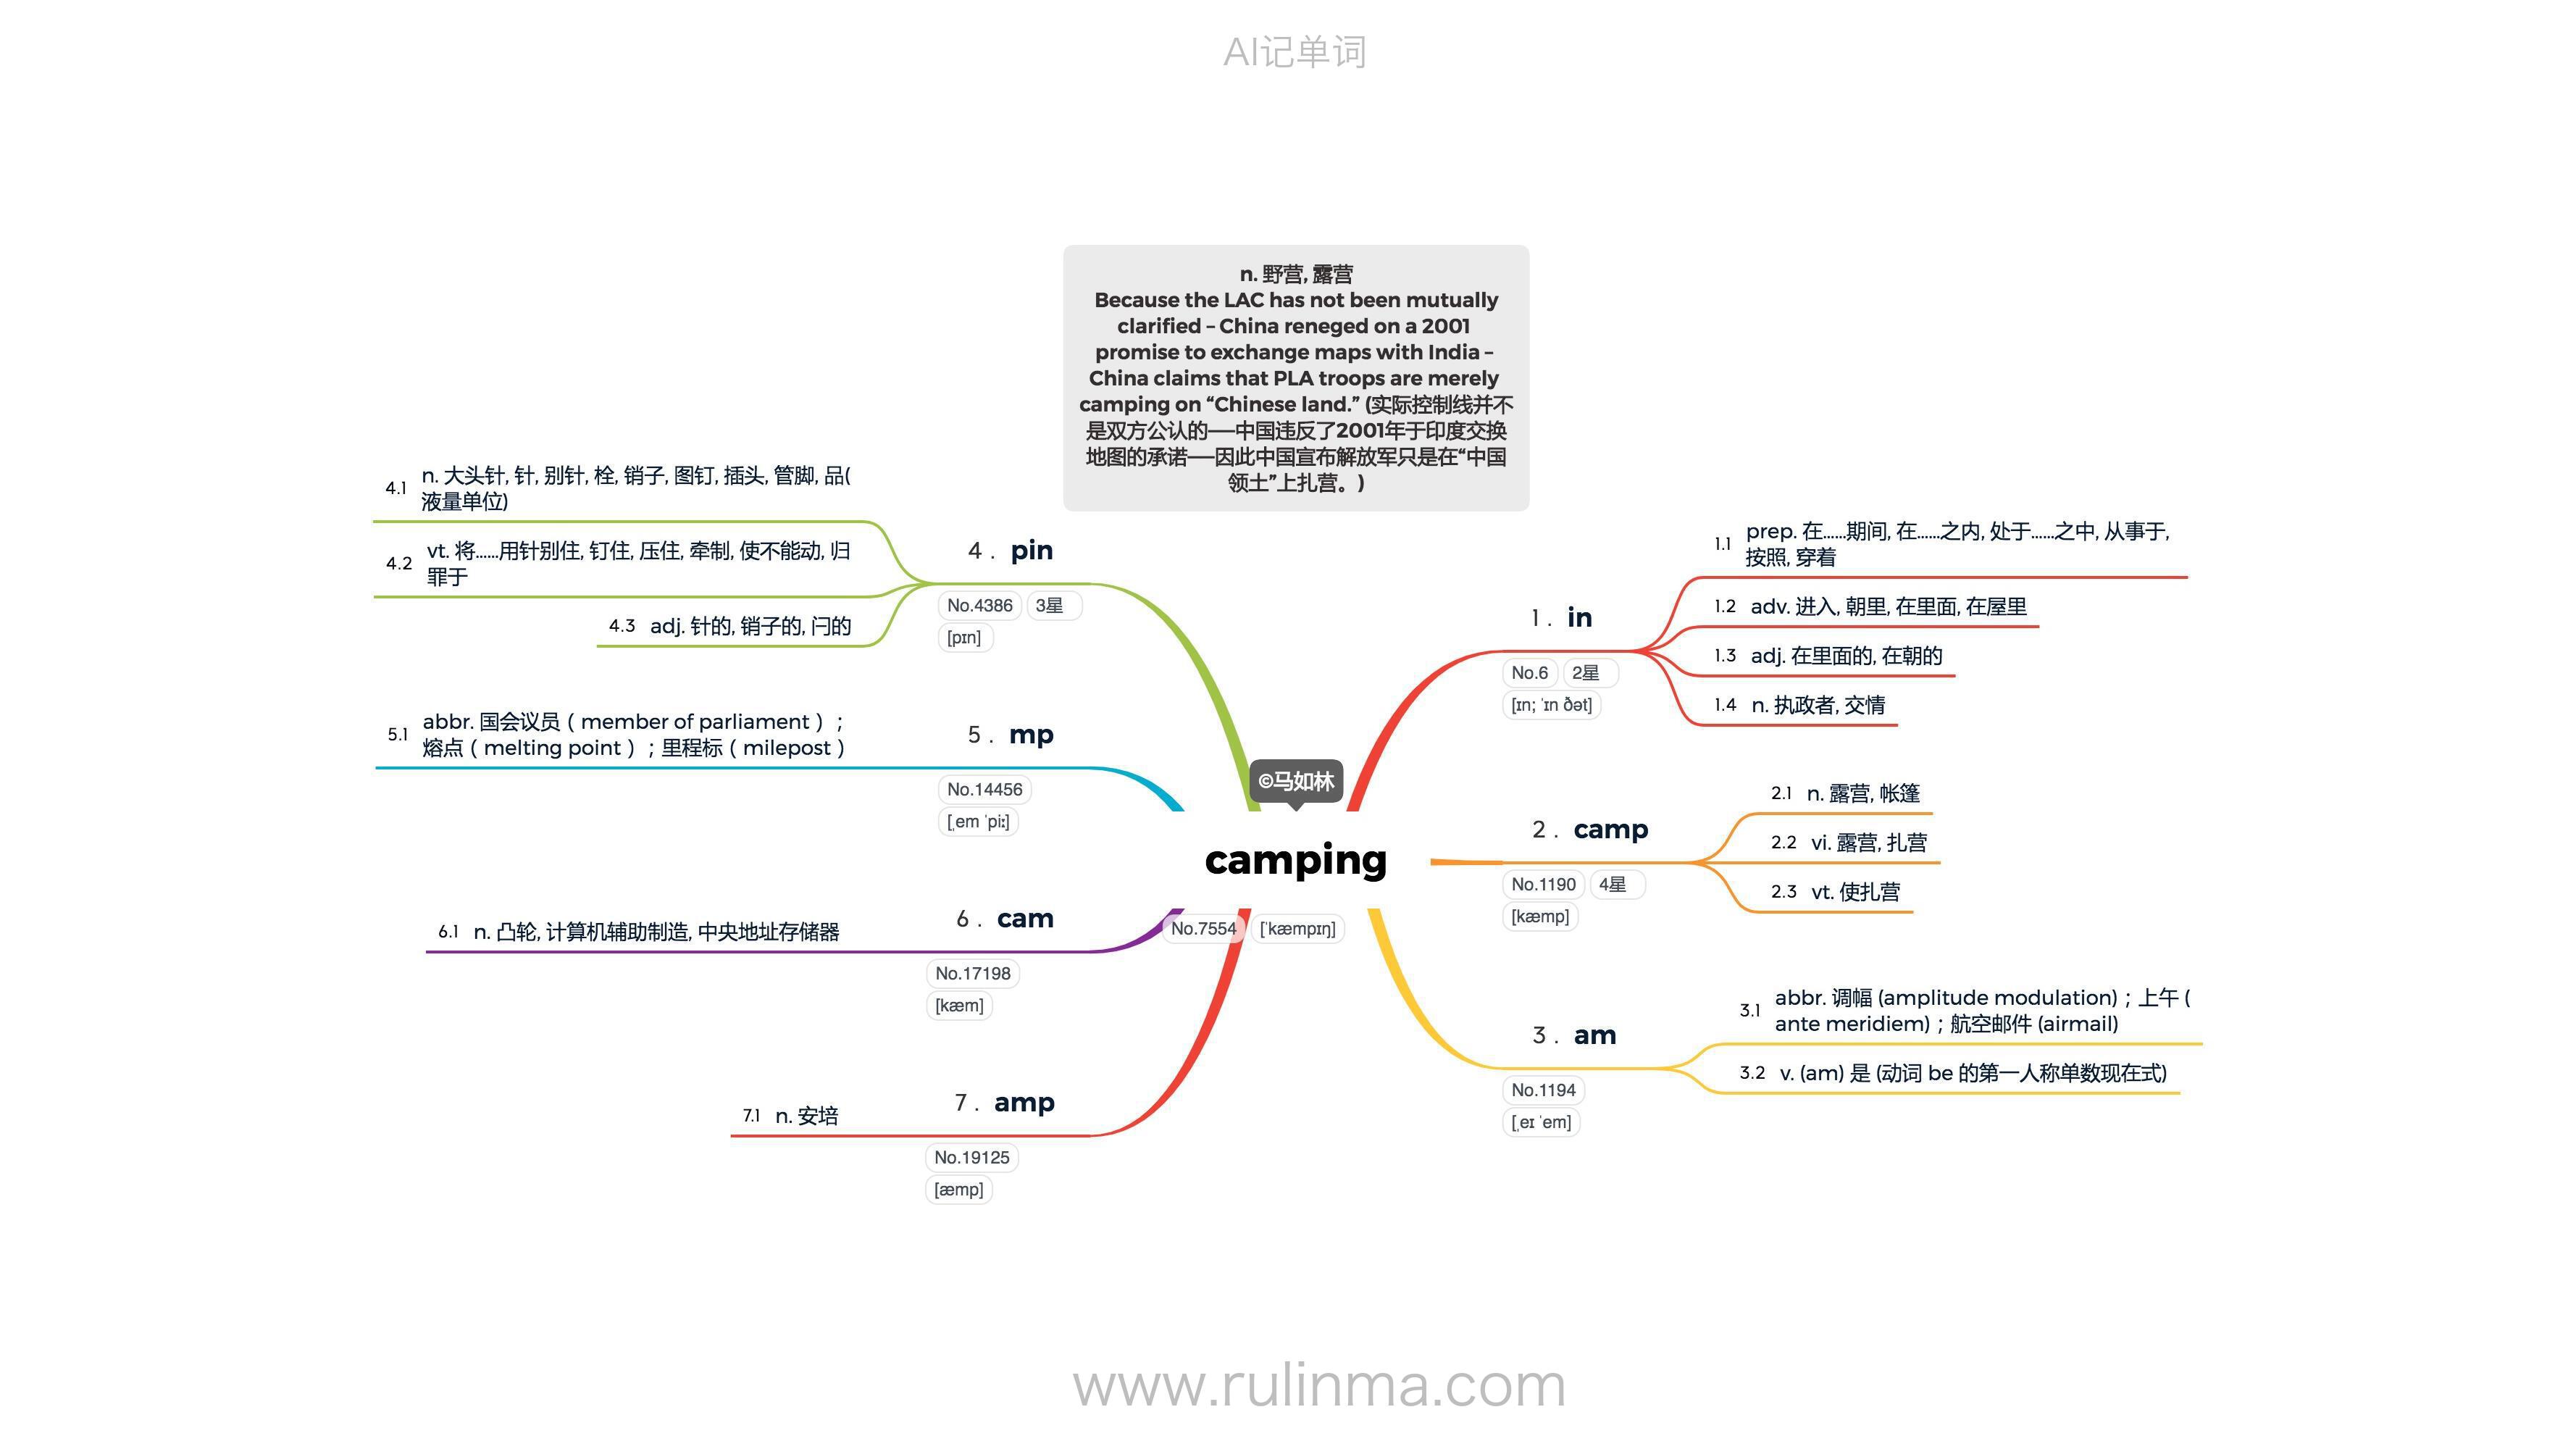 AI记单词
n. 野营, 露营
Because the LAC has not been mutually
clarified – China reneged on a 2001
promise to exchange maps with India –
China claims that PLA troops are merely
camping on “Chinese land.” (实际控制线并不
是双方公认的——中国违反了2001年于印度交换
地图的承诺——因此中国宣布解放军只是在“中国
领土”上扎营。)
©马如林
camping
No.7554 [ˈkæmpɪŋ]
1 . in
No.6 2星
[ɪn; ˈɪn ðət]
1.1 prep. 在……期间, 在……之内, 处于……之中, 从事于,
按照, 穿着
1.2 adv. 进入, 朝里, 在里面, 在屋里
1.3 adj. 在里面的, 在朝的
1.4 n. 执政者, 交情
2 . camp
No.1190 4星
[kæmp]
2.1 n. 露营, 帐篷
2.2 vi. 露营, 扎营
2.3 vt. 使扎营
3 . am
No.1194
[ˌeɪ ˈem]
3.1 abbr. 调幅 (amplitude modulation)；上午 (
ante meridiem)；航空邮件 (airmail)
3.2 v. (am) 是 (动词 be 的第一人称单数现在式)
4 . pin
No.4386 3星
[pɪn]
4.1 n. 大头针, 针, 别针, 栓, 销子, 图钉, 插头, 管脚, 品(
液量单位)
4.2 vt. 将……用针别住, 钉住, 压住, 牵制, 使不能动, 归
罪于
4.3 adj. 针的, 销子的, 闩的
5 . mp
No.14456
[ˌem ˈpiː]
5.1 abbr. 国会议员（member of parliament）；
熔点（melting point）；里程标（milepost）
6 . cam
No.17198
[kæm]
6.1 n. 凸轮, 计算机辅助制造, 中央地址存储器
7 . amp
No.19125
[æmp]
7.1 n. 安培
www.rulinma.com